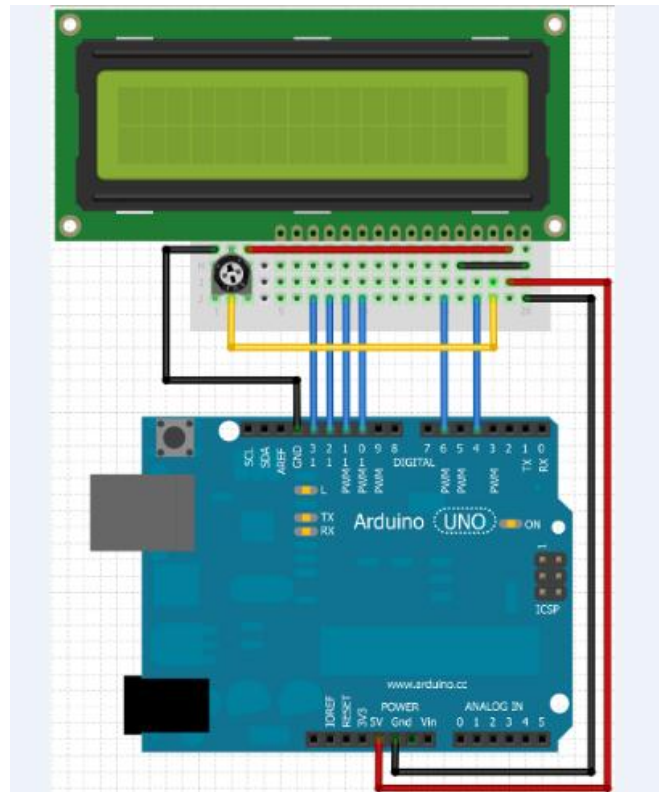 SCL
SDA
AREF
GND
13
12
PWM 11
PWM 10
PWM 9
8
7
PWM 6
PWM 5
4
PWM 3
2
TX 1
RX 0
DIGITAL
L
TX
RX
Arduino UNO
ON
1
ICSP
www.arduino.cc
POWER
ANALOG IN
IOREF
RESET
3V3
5V
Gnd
Vin
0 1 2 3 4 5